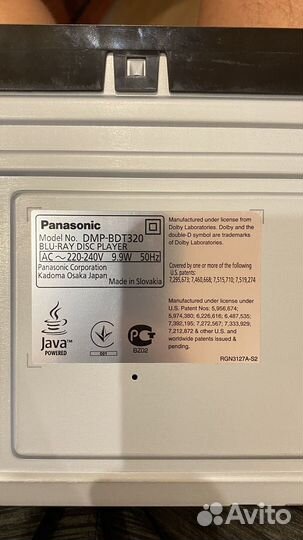 Panasonic
Model No. DMP-BDT320
BLU-RAY DISC PLAYER
AC ~ 220-240V 9.9W 50Hz
Panasonic Corporation
Kadoma Osaka Japan
Made in Slovakia
Java™
POWERED
001
BZ02
Manufactured under license from
Dolby Laboratories. Dolby and the
double-D symbol are trademarks
of Dolby Laboratories.
Covered by one or more of the following
U.S. patents:
7,295,673; 7,460,668; 7,515,710; 7,519,274
Manufactured under license under
U.S. Patent Nos: 5,956,674;
5,974,380; 6,226,616; 6,487,535;
7,392,195; 7,272,567; 7,333,929;
7,212,872 & other U.S. and
worldwide patents issued and
RGN3127A-S2
Avito